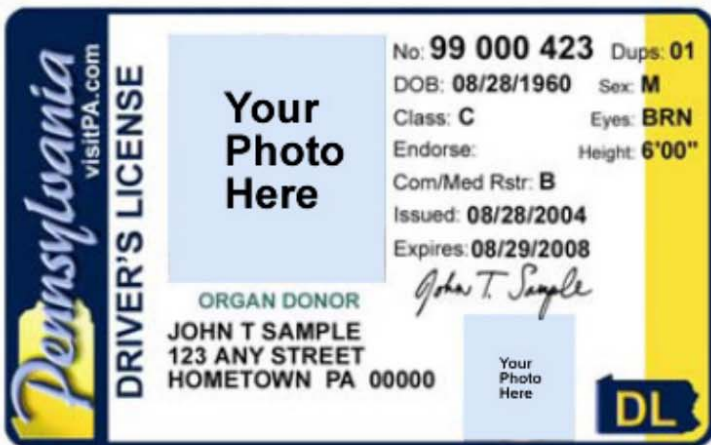 Pennsylvania
visitPA.com
DRIVER'S LICENSE
Your
Photo
Here
No: 99 000 423 Dups: 01
DOB: 08/28/1960 Sex: M
Class: C Eyes: BRN
Endorse: Height: 6'00"
Com/Med Rstr: B
Issued: 08/28/2004
Expires: 08/29/2008
John T. Sample
ORGAN DONOR
JOHN T SAMPLE
123 ANY STREET
HOMETOWN PA 00000
Your
Photo
Here
DL